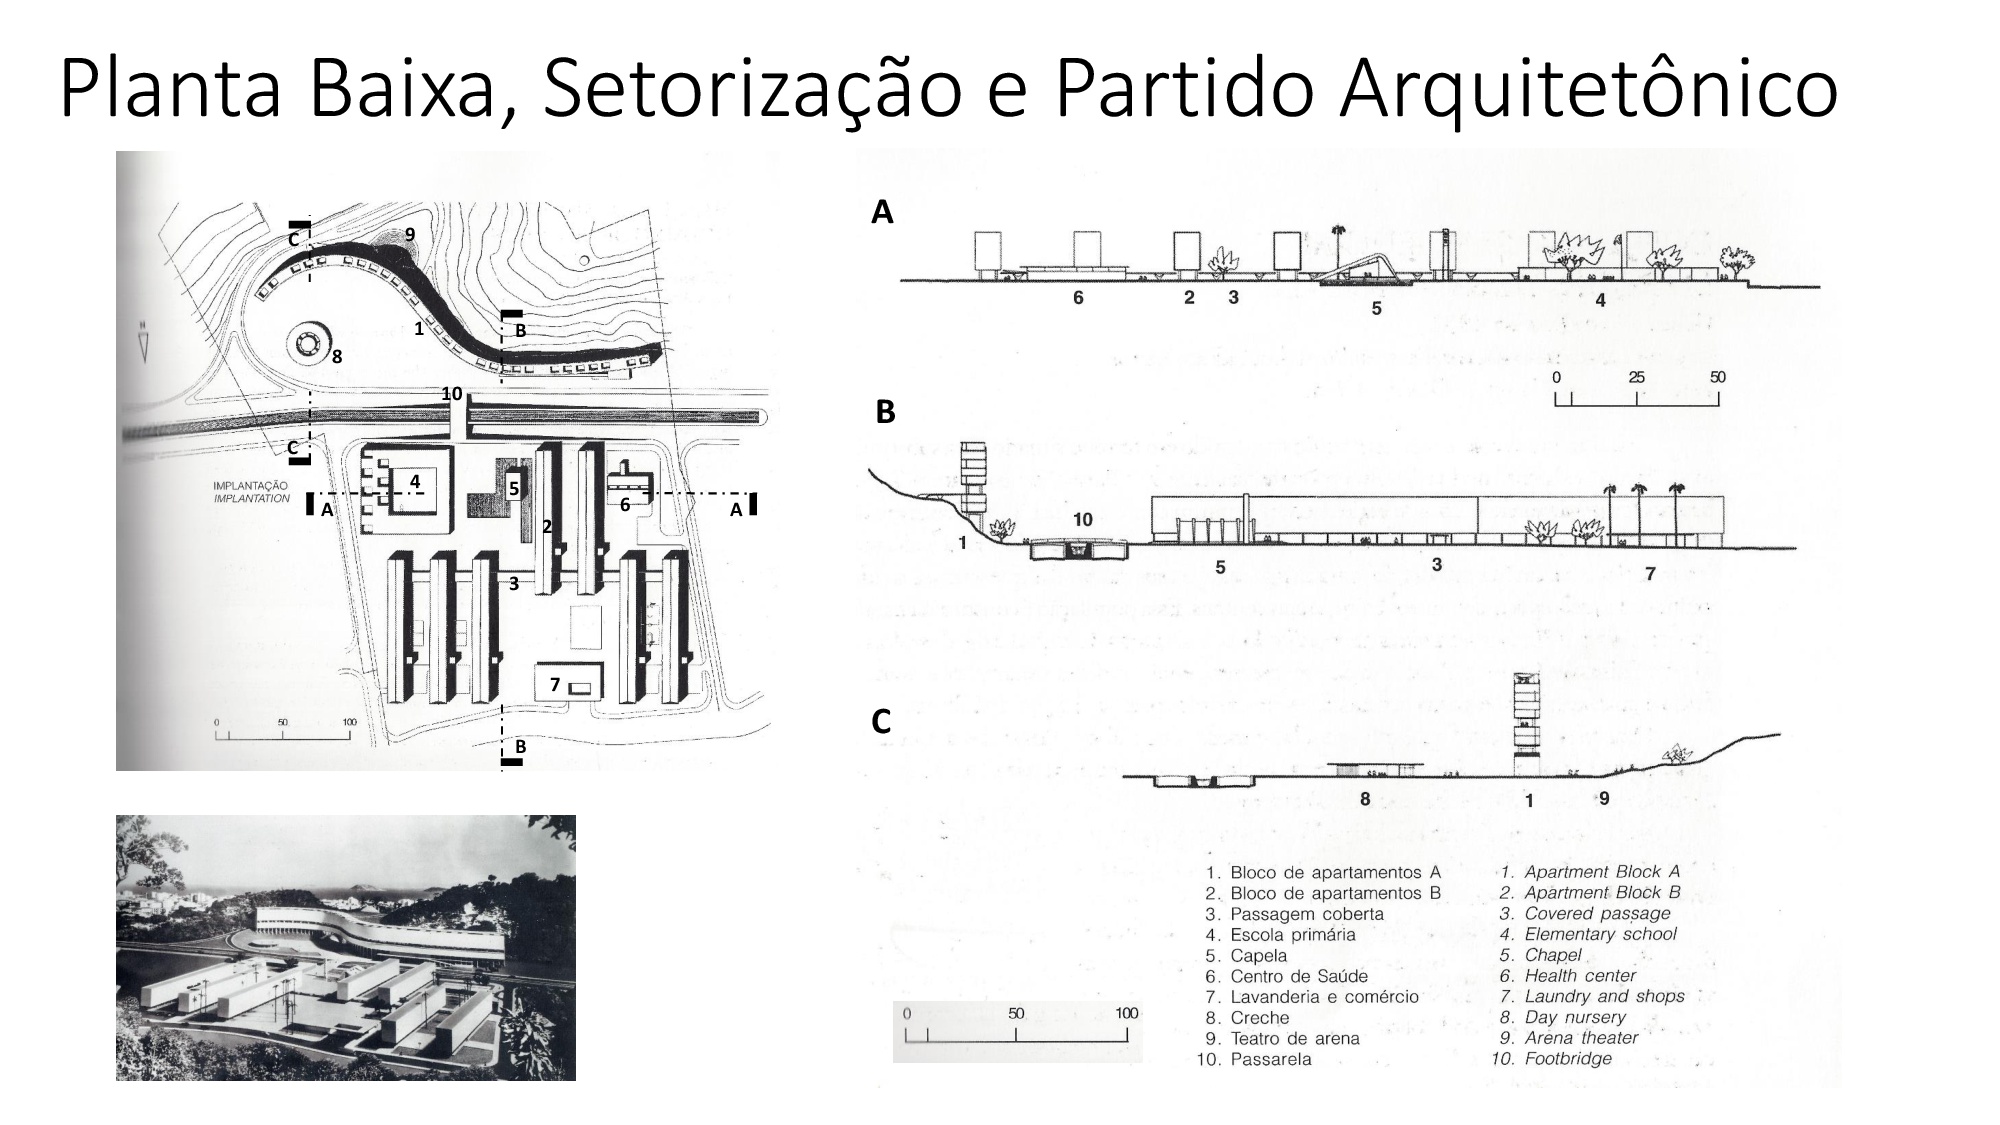 Planta Baixa, Setorização e Partido Arquitetônico
C
9
1
B
8
10
C
IMPLANTAÇÃO
IMPLANTATION
4
5
6
A
A
2
3
7
0 50 100
B
A
6 2 3 5 4
0 25 50
B
1 10 5 3 7
C
8 1 9
1. Bloco de apartamentos A
2. Bloco de apartamentos B
3. Passagem coberta
4. Escola primária
5. Capela
6. Centro de Saúde
7. Lavanderia e comércio
8. Creche
9. Teatro de arena
10. Passarela
1. Apartment Block A
2. Apartment Block B
3. Covered passage
4. Elementary school
5. Chapel
6. Health center
7. Laundry and shops
8. Day nursery
9. Arena theater
10. Footbridge
0 50 100